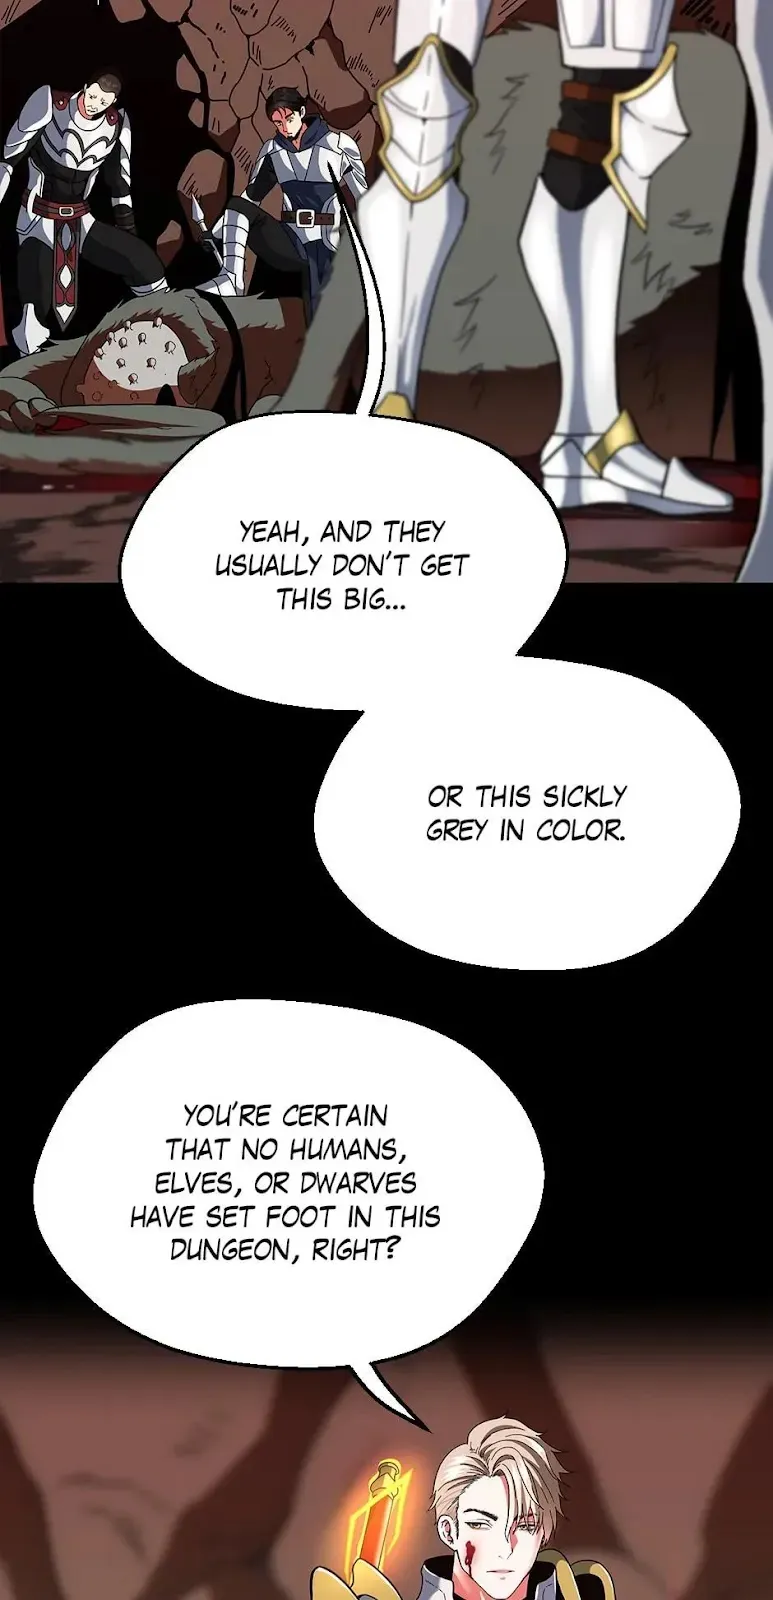 YEAH, AND THEY
USUALLY DON'T GET
THIS BIG...
OR THIS SICKLY
GREY IN COLOR.
YOU'RE CERTAIN
THAT NO HUMANS,
ELVES, OR DWARVES
HAVE SET FOOT IN THIS
DUNGEON, RIGHT?